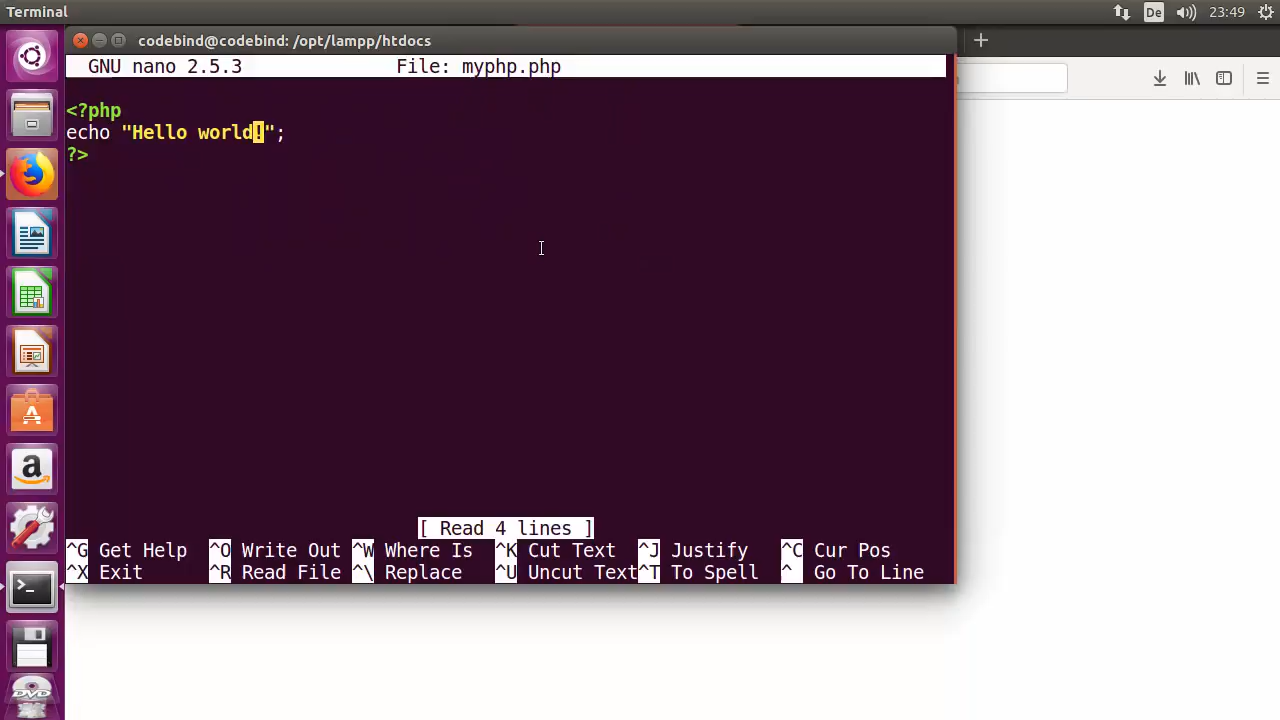 Terminal
De
23:49
codebind@codebind: /opt/lampp/htdocs
GNU nano 2.5.3 File: myphp.php
<?php
echo "Hello world!";
?>
[ Read 4 lines ]
^G Get Help ^O Write Out ^W Where Is ^K Cut Text ^J Justify ^C Cur Pos
^X Exit ^R Read File ^\ Replace ^U Uncut Text^T To Spell ^ Go To Line
>_
a
DVD